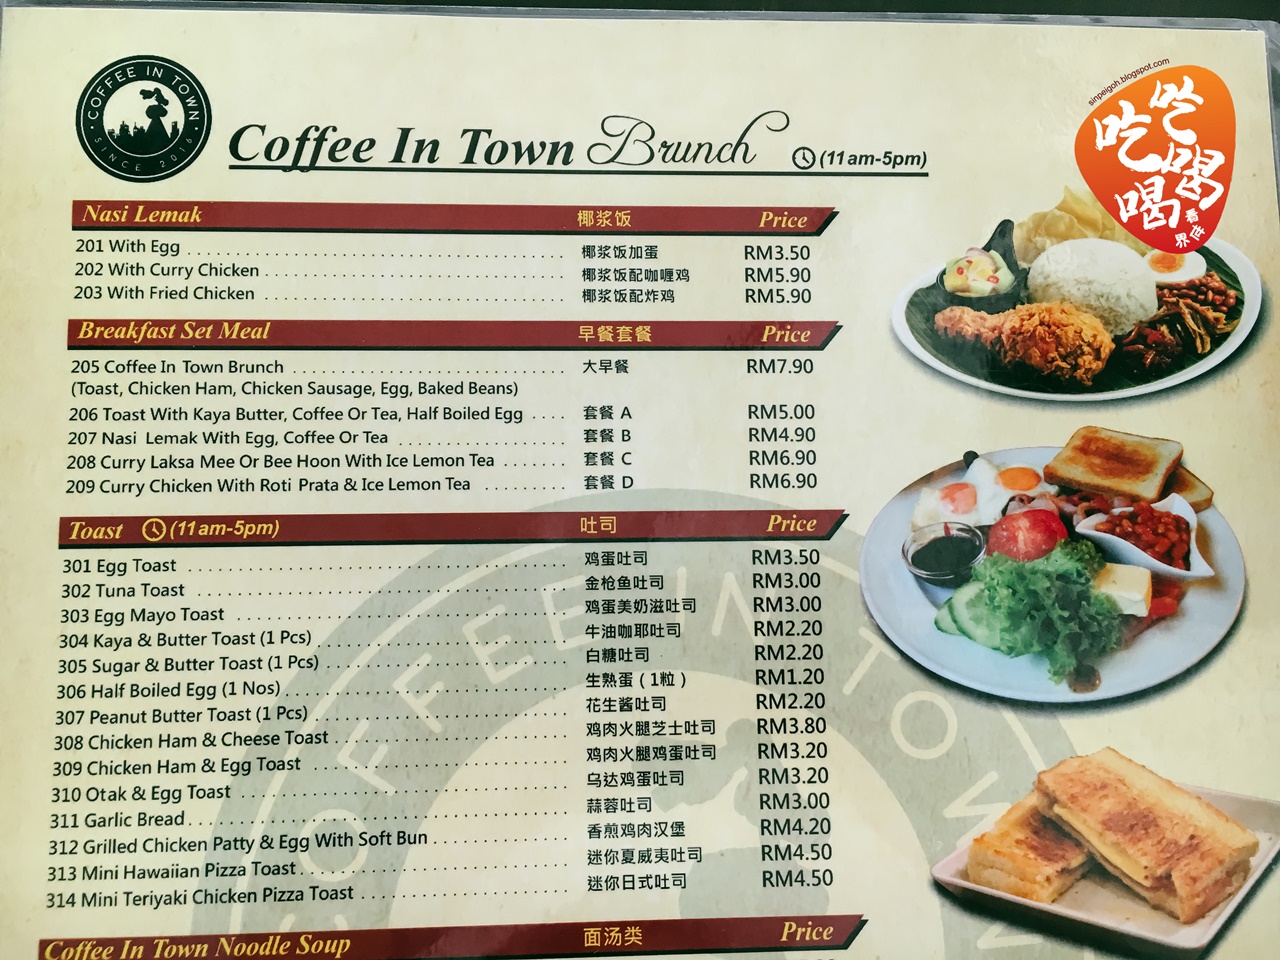 COFFEE IN TOWN
SINCE 2016
Coffee In Town Brunch (11am-5pm)
sinpeigoh.blogspot.com
吃芒
喝喝
看世
界
Nasi Lemak 椰浆饭 Price
201 With Egg 椰浆饭加蛋 RM3.50
202 With Curry Chicken 椰浆饭配咖喱鸡 RM5.90
203 With Fried Chicken 椰浆饭配炸鸡 RM5.90
Breakfast Set Meal 早餐套餐 Price
205 Coffee In Town Brunch 大早餐 RM7.90
(Toast, Chicken Ham, Chicken Sausage, Egg, Baked Beans)
206 Toast With Kaya Butter, Coffee Or Tea, Half Boiled Egg 套餐 A RM5.00
207 Nasi Lemak With Egg, Coffee Or Tea 套餐 B RM4.90
208 Curry Laksa Mee Or Bee Hoon With Ice Lemon Tea 套餐 C RM6.90
209 Curry Chicken With Roti Prata & Ice Lemon Tea 套餐 D RM6.90
Toast (11am-5pm) 吐司 Price
301 Egg Toast 鸡蛋吐司 RM3.50
302 Tuna Toast 金枪鱼吐司 RM3.00
303 Egg Mayo Toast 鸡蛋美奶滋吐司 RM3.00
304 Kaya & Butter Toast (1 Pcs) 牛油咖耶吐司 RM2.20
305 Sugar & Butter Toast (1 Pcs) 白糖吐司 RM2.20
306 Half Boiled Egg (1 Nos) 生熟蛋（1粒） RM1.20
307 Peanut Butter Toast (1 Pcs) 花生酱吐司 RM2.20
308 Chicken Ham & Cheese Toast 鸡肉火腿芝士吐司 RM3.80
309 Chicken Ham & Egg Toast 鸡肉火腿鸡蛋吐司 RM3.20
310 Otak & Egg Toast 乌达鸡蛋吐司 RM3.20
311 Garlic Bread 蒜蓉吐司 RM3.00
312 Grilled Chicken Patty & Egg With Soft Bun 香煎鸡肉汉堡 RM4.20
313 Mini Hawaiian Pizza Toast 迷你夏威夷吐司 RM4.50
314 Mini Teriyaki Chicken Pizza Toast 迷你日式吐司 RM4.50
Coffee In Town Noodle Soup 面汤类 Price
COFFEE IN TOWN